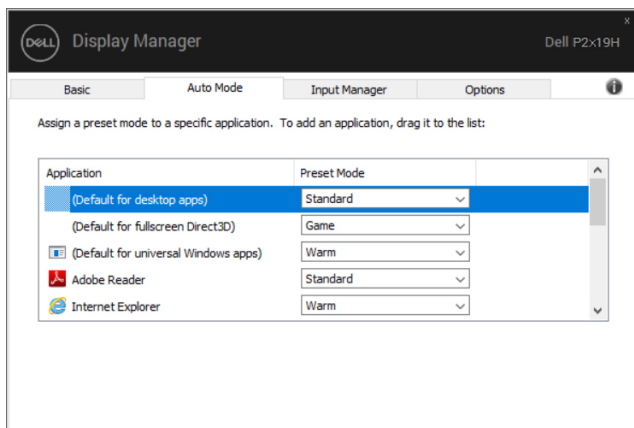 x
DELL Display Manager Dell P2x19H
Basic Auto Mode Input Manager Options
Assign a preset mode to a specific application. To add an application, drag it to the list:
Application Preset Mode
(Default for desktop apps) Standard
(Default for fullscreen Direct3D) Game
(Default for universal Windows apps) Warm
Adobe Reader Standard
Internet Explorer Warm